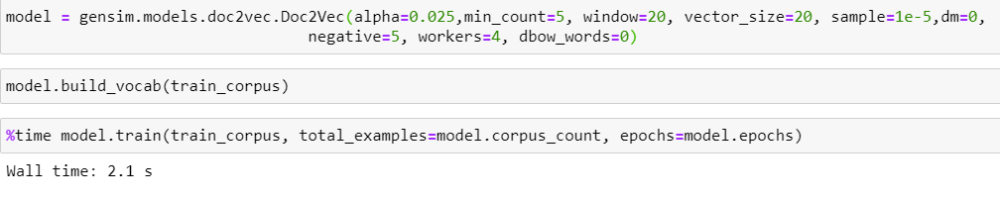 model = gensim.models.doc2vec.Doc2Vec(alpha=0.025,min_count=5, window=20, vector_size=20, sample=1e-5,dm=0,
negative=5, workers=4, dbow_words=0)
model.build_vocab(train_corpus)
%time model.train(train_corpus, total_examples=model.corpus_count, epochs=model.epochs)
Wall time: 2.1 s